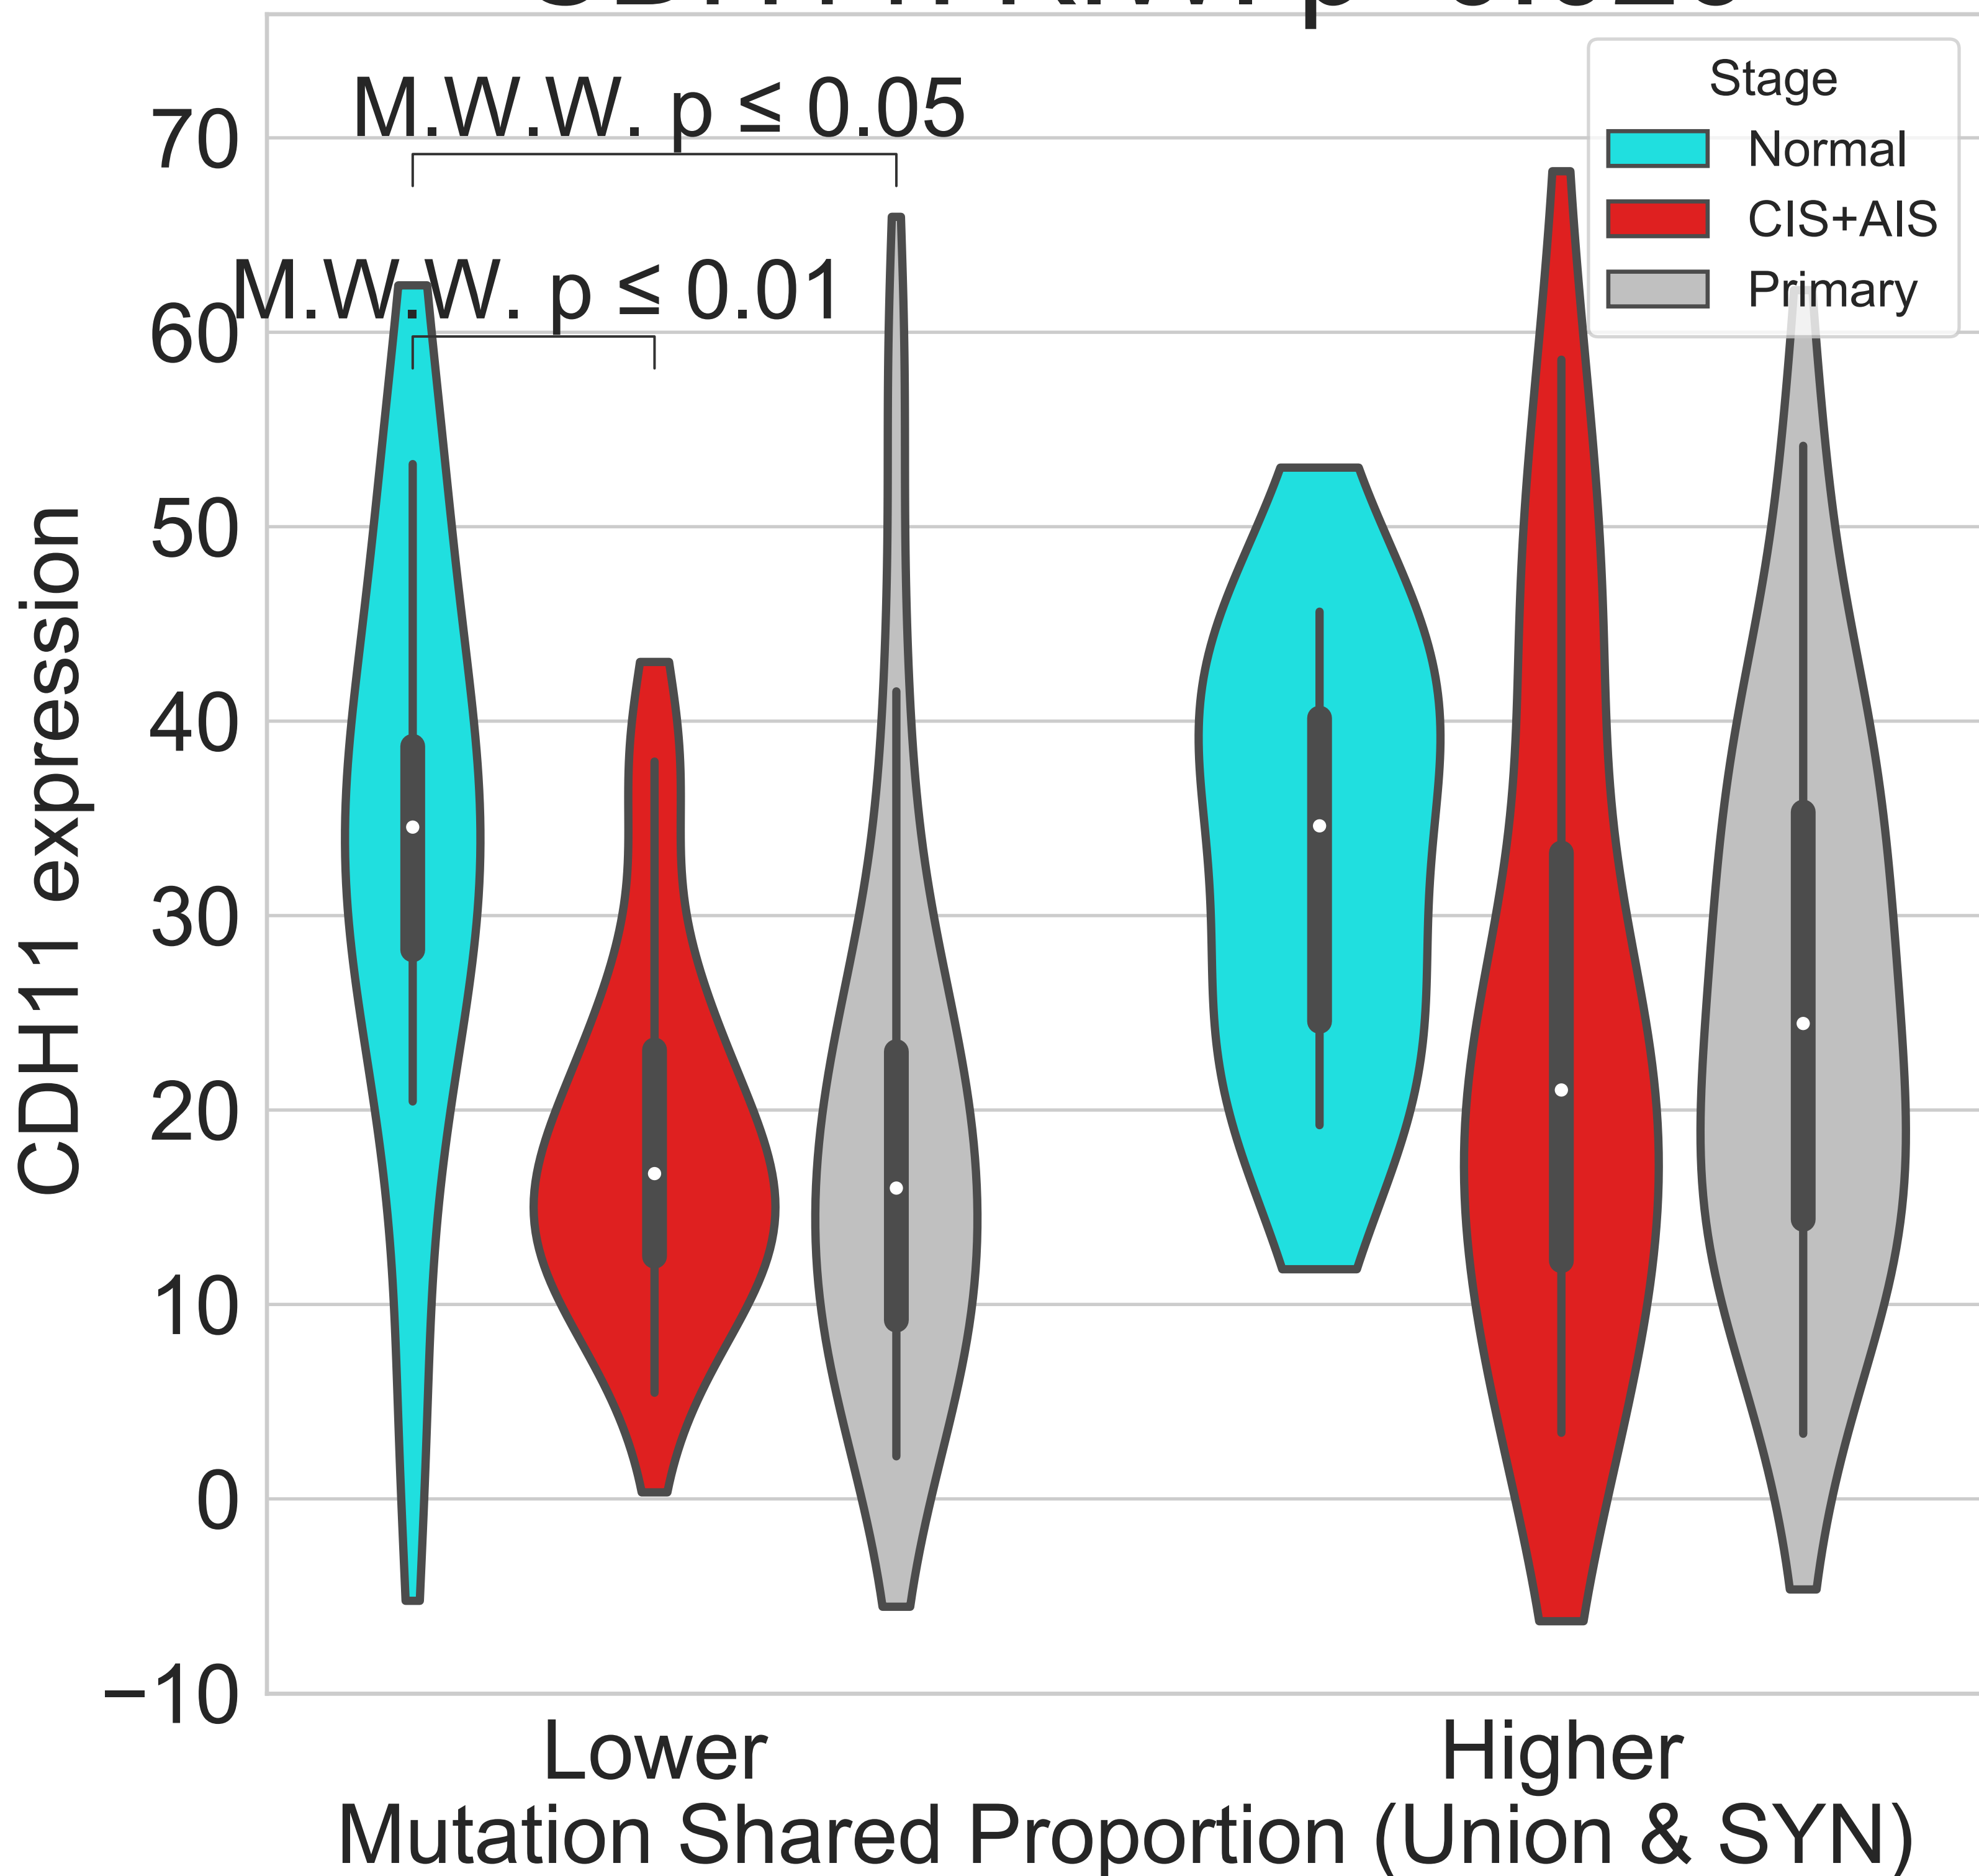 M.W.W. p ≤ 0.05
M.W.W. p ≤ 0.01
Stage
Normal
CIS+AIS
Primary
CDH11 expression
70
60
50
40
30
20
10
0
−10
Lower
Higher
Mutation Shared Proportion (Union & SYN)